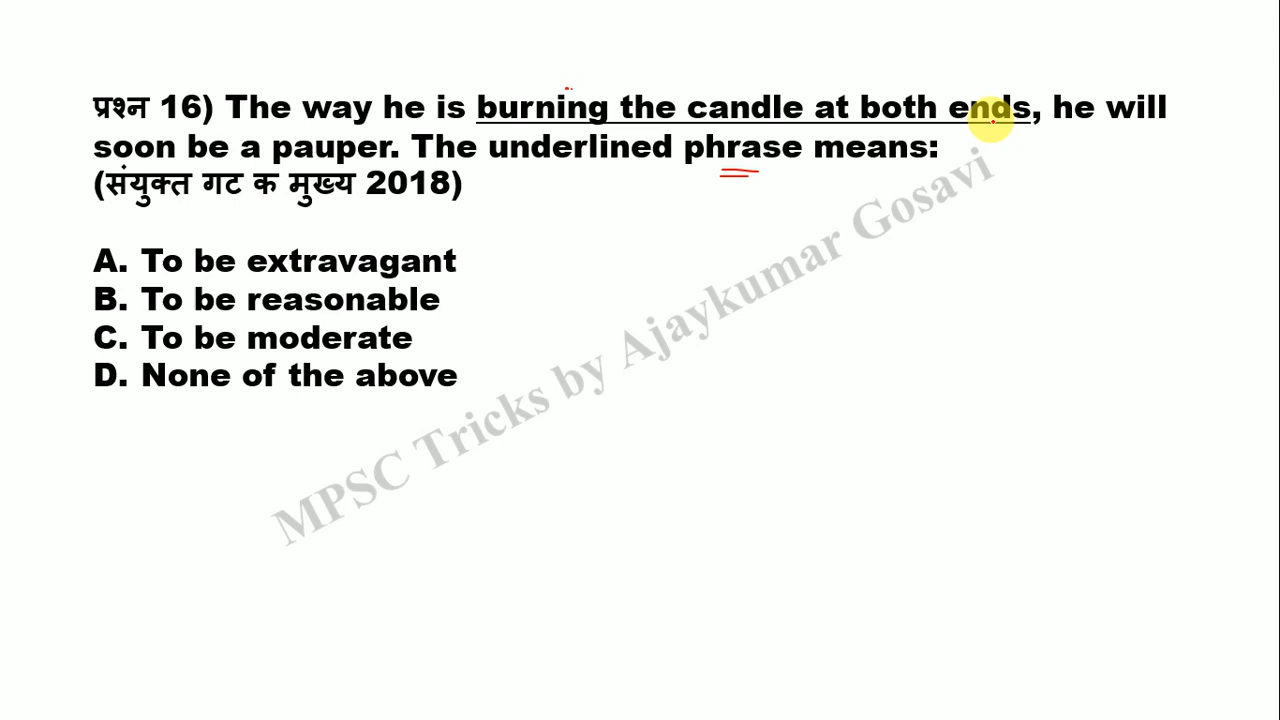 प्रश्न 16) The way he is burning the candle at both ends, he will
soon be a pauper. The underlined phrase means:
(संयुक्त गट क मुख्य 2018)
A. To be extravagant
B. To be reasonable
C. To be moderate
D. None of the above
MPSC Tricks by Ajaykumar Gosavi